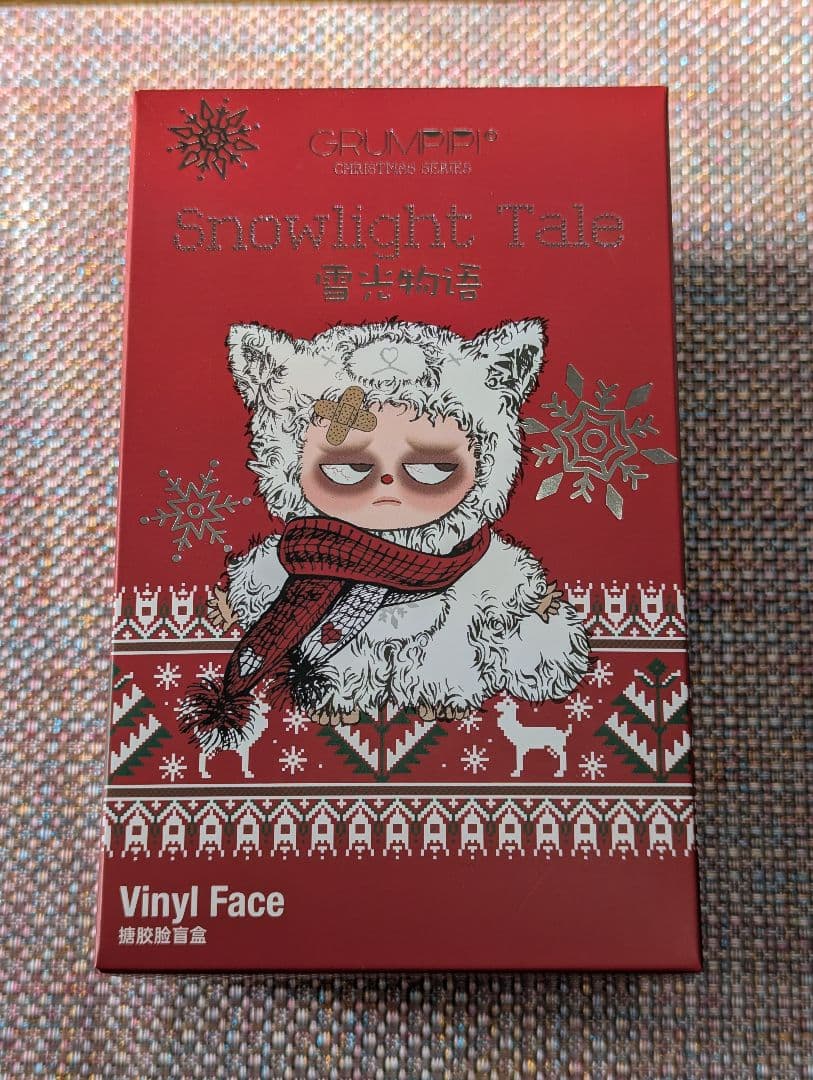 GRUMPIPI®
CHRISTMAS SERIES
Snowlight Tale
雪光物语
Vinyl Face
搪胶脸盲盒